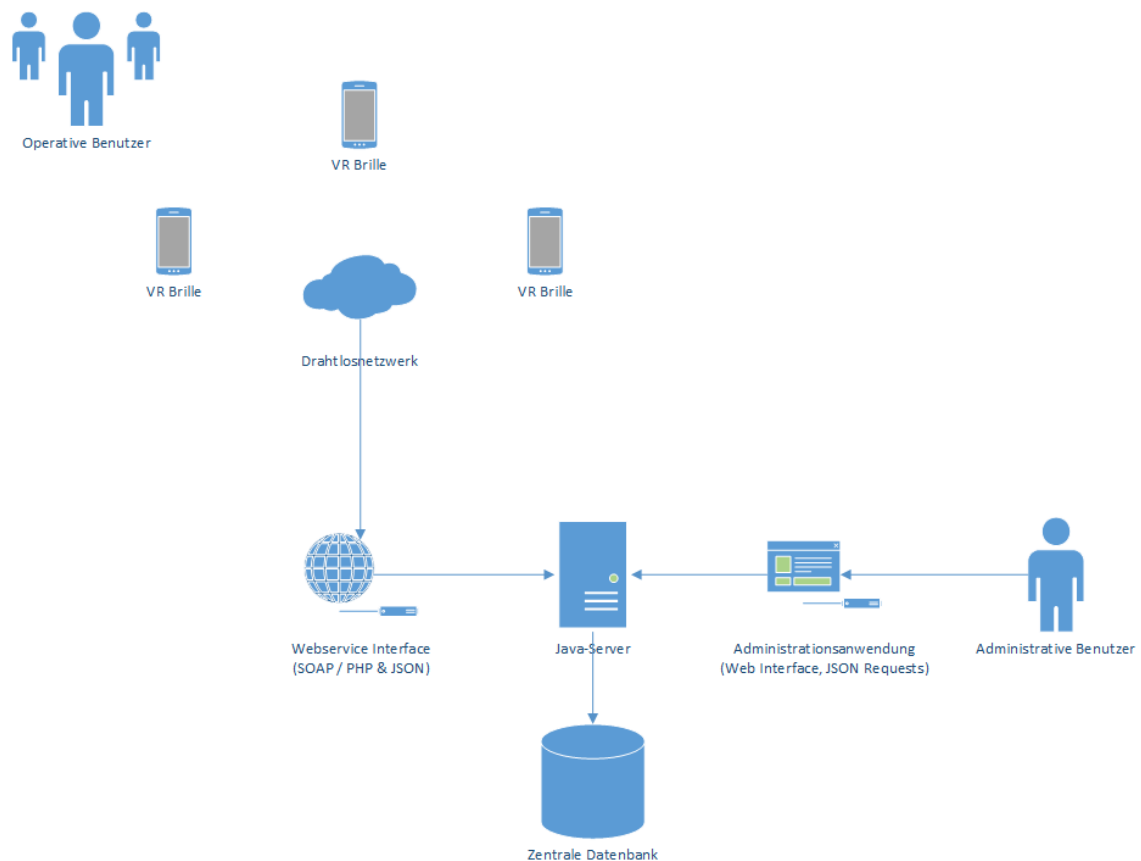 Operative Benutzer
VR Brille
VR Brille
VR Brille
Drahtlosnetzwerk
Webservice Interface
(SOAP / PHP & JSON)
Java-Server
Administrationsanwendung
(Web Interface, JSON Requests)
Administrative Benutzer
Zentrale Datenbank